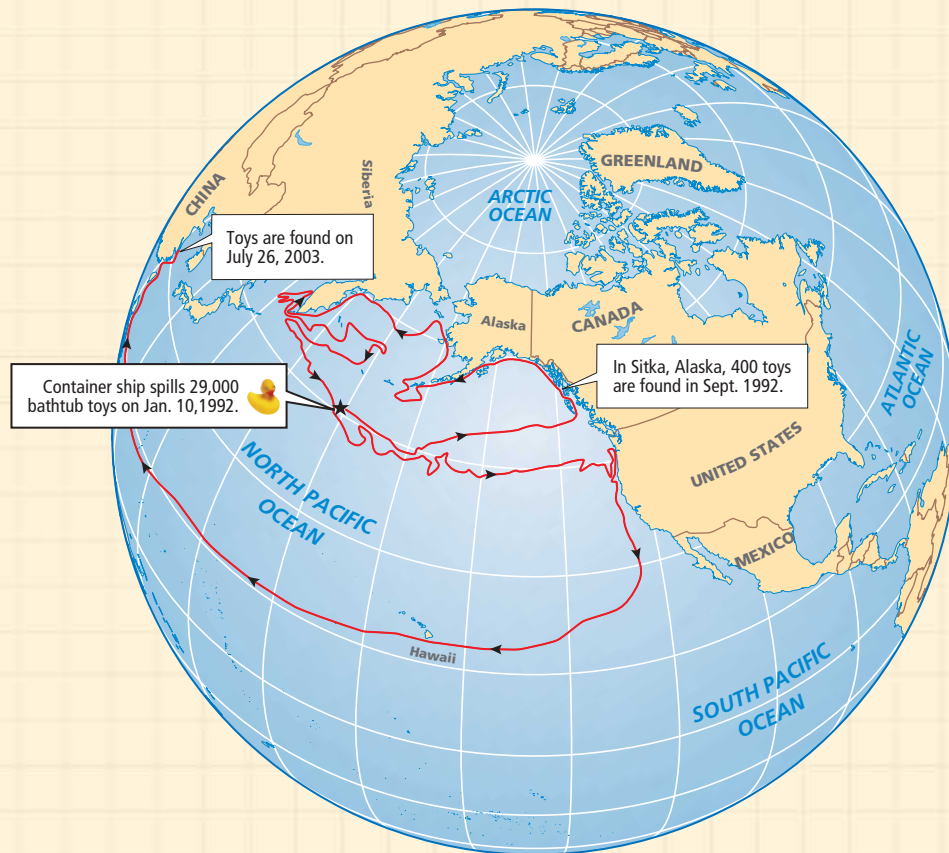 GREENLAND
ARCTIC
OCEAN
CHINA
Siberia
Toys are found on
July 26, 2003.
Alaska
CANADA
In Sitka, Alaska, 400 toys
are found in Sept. 1992.
ATLANTIC
OCEAN
Container ship spills 29,000
bathtub toys on Jan. 10,1992.
UNITED STATES
NORTH PACIFIC
OCEAN
MEXICO
Hawaii
SOUTH PACIFIC
OCEAN